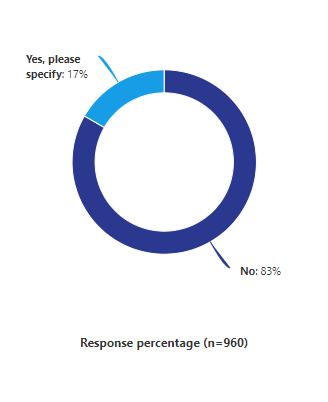 Yes, please
specify: 17%
No: 83%
Response percentage (n=960)